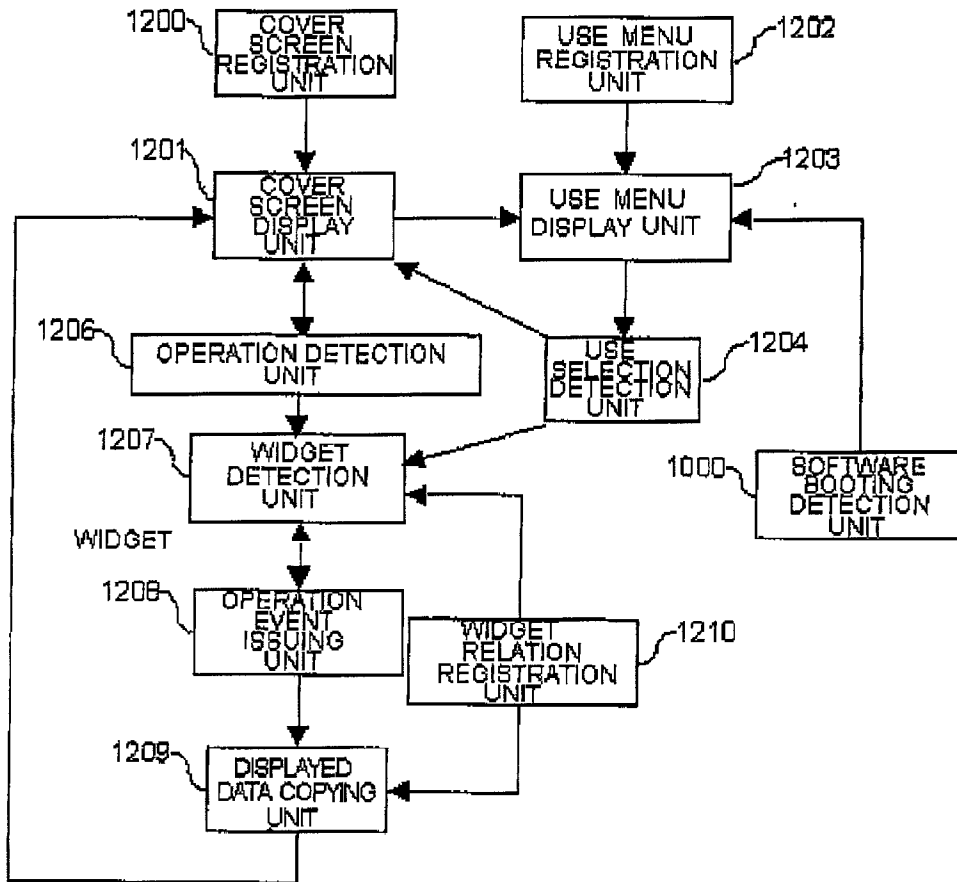 1200
COVER
SCREEN
REGISTRATION
UNIT
USE MENU
REGISTRATION
UNIT
1202
1201
COVER
SCREEN
DISPLAY
UNIT
USE MENU
DISPLAY UNIT
1203
1206
OPERATION DETECTION
UNIT
USE
SELECTION
DETECTION
UNIT
1204
1207
WIDGET
DETECTION
UNIT
1000
SOFTWARE
BOOTING
DETECTION
UNIT
WIDGET
1208
OPERATION
EVENT
ISSUING
UNIT
WIDGET
RELATION
REGISTRATION
UNIT
1210
1209
DISPLAYED
DATA COPYING
UNIT